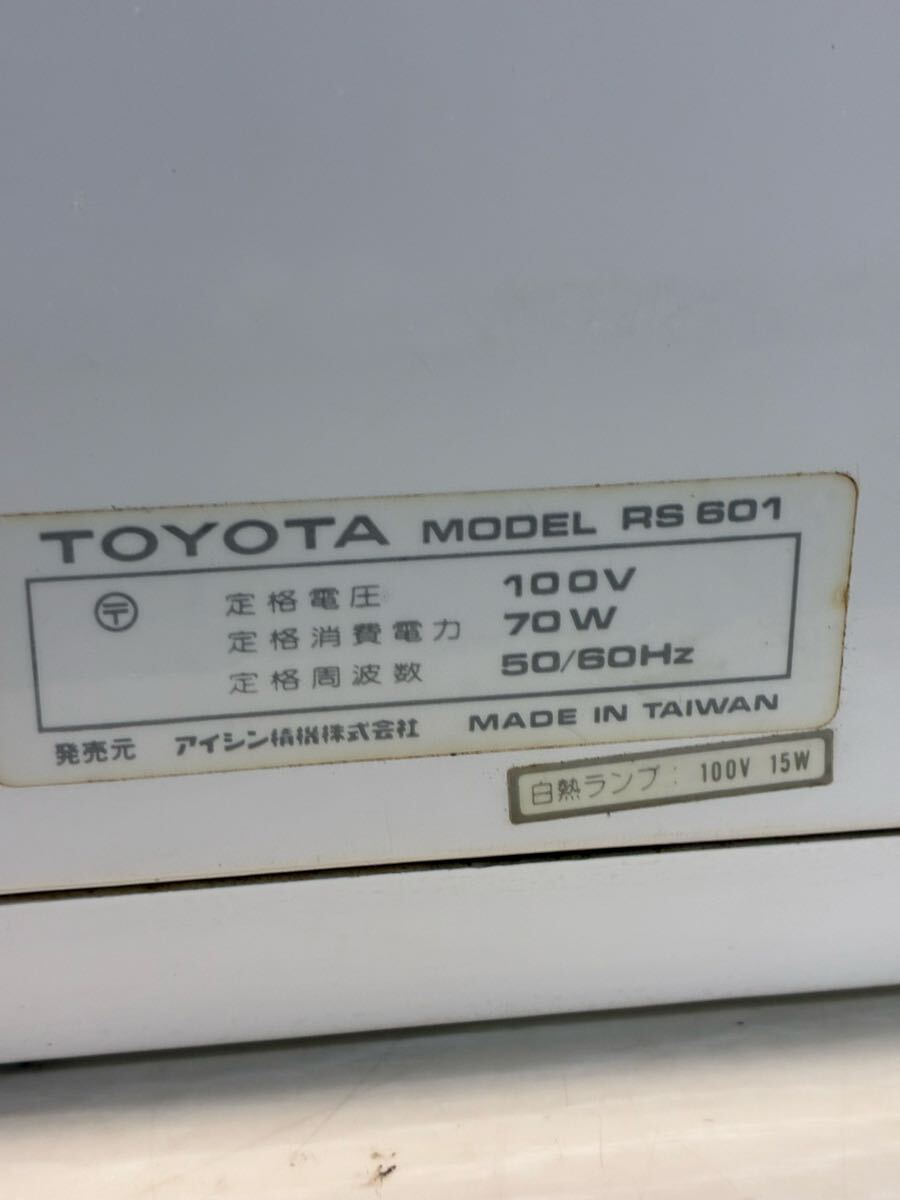 TOYOTA MODEL RS 601
〶 定格電圧 100V
定格消費電力 70W
定格周波数 50/60Hz
発売元 アイシン精機株式会社 MADE IN TAIWAN
白熱ランプ: 100V 15W